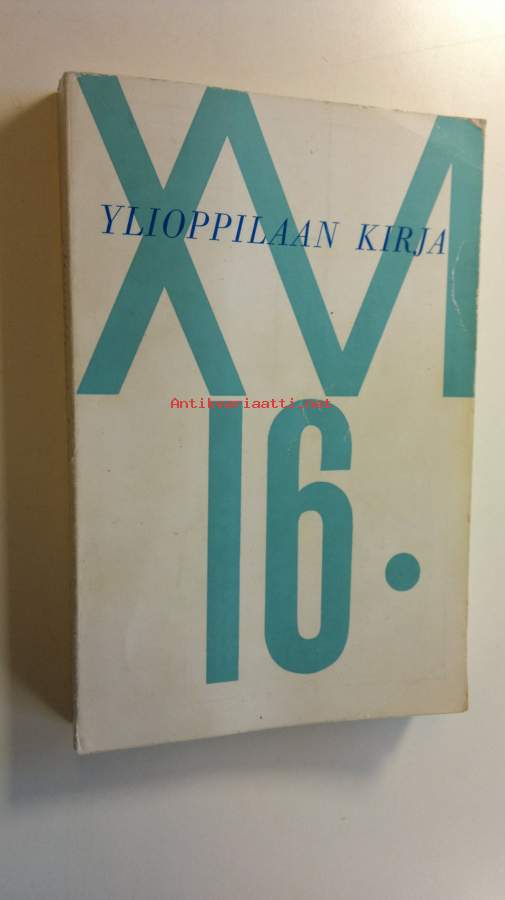 XVI
YLIOPPILAAN KIRJA
Antikvariaatti.net
16.